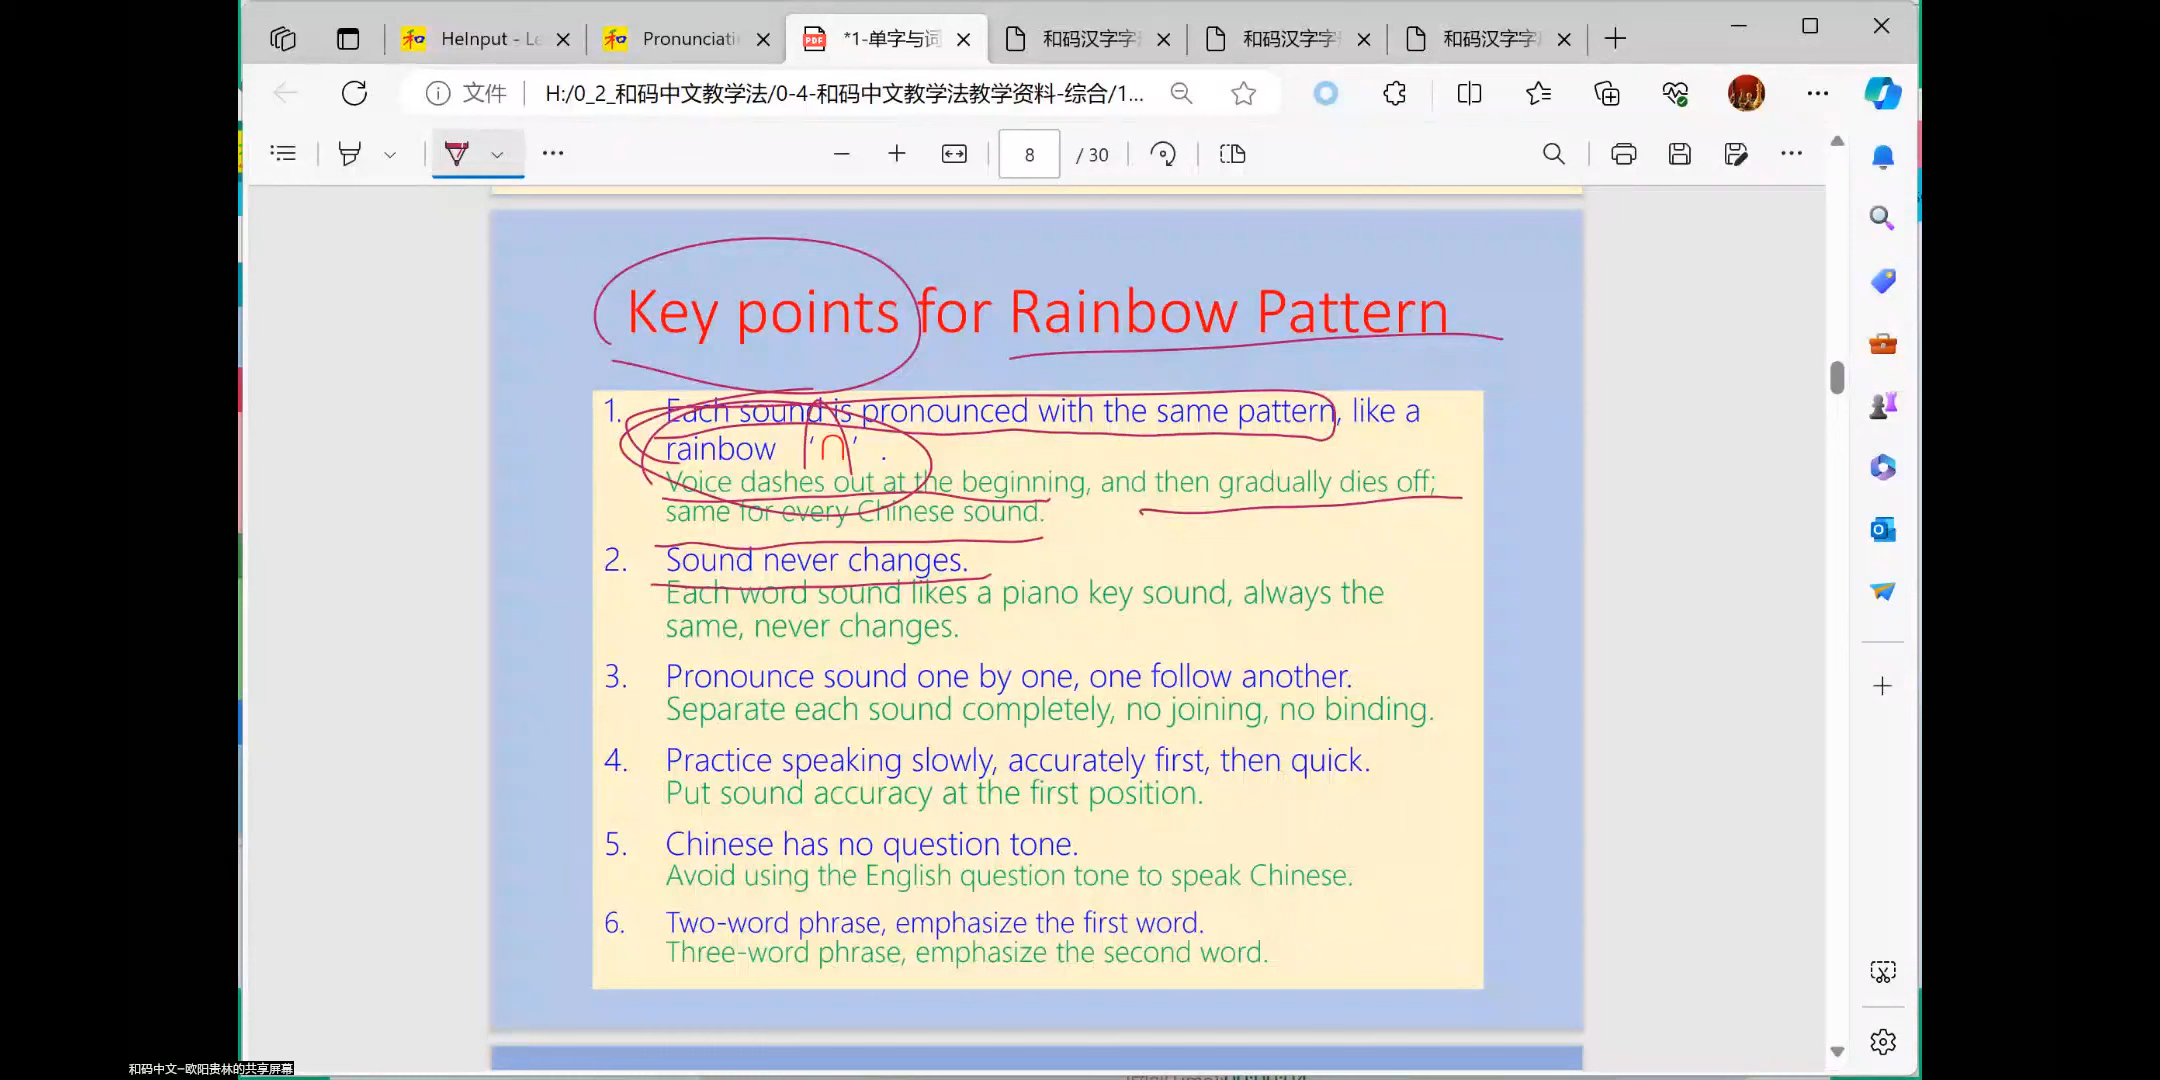 HeInput - Le
Pronunciati
*1-单字与词
和码汉字字
和码汉字字
和码汉字字
文件
H:/0_2_和码中文教学法/0-4-和码中文教学法教学资料-综合/1...
8 / 30
Key points for Rainbow Pattern
1. Each sound is pronounced with the same pattern, like a
rainbow '∩' .
Voice dashes out at the beginning, and then gradually dies off;
same for every Chinese sound.
2. Sound never changes.
Each word sound likes a piano key sound, always the
same, never changes.
3. Pronounce sound one by one, one follow another.
Separate each sound completely, no joining, no binding.
4. Practice speaking slowly, accurately first, then quick.
Put sound accuracy at the first position.
5. Chinese has no question tone.
Avoid using the English question tone to speak Chinese.
6. Two-word phrase, emphasize the first word.
Three-word phrase, emphasize the second word.
和码中文-欧阳贵林的共享屏幕